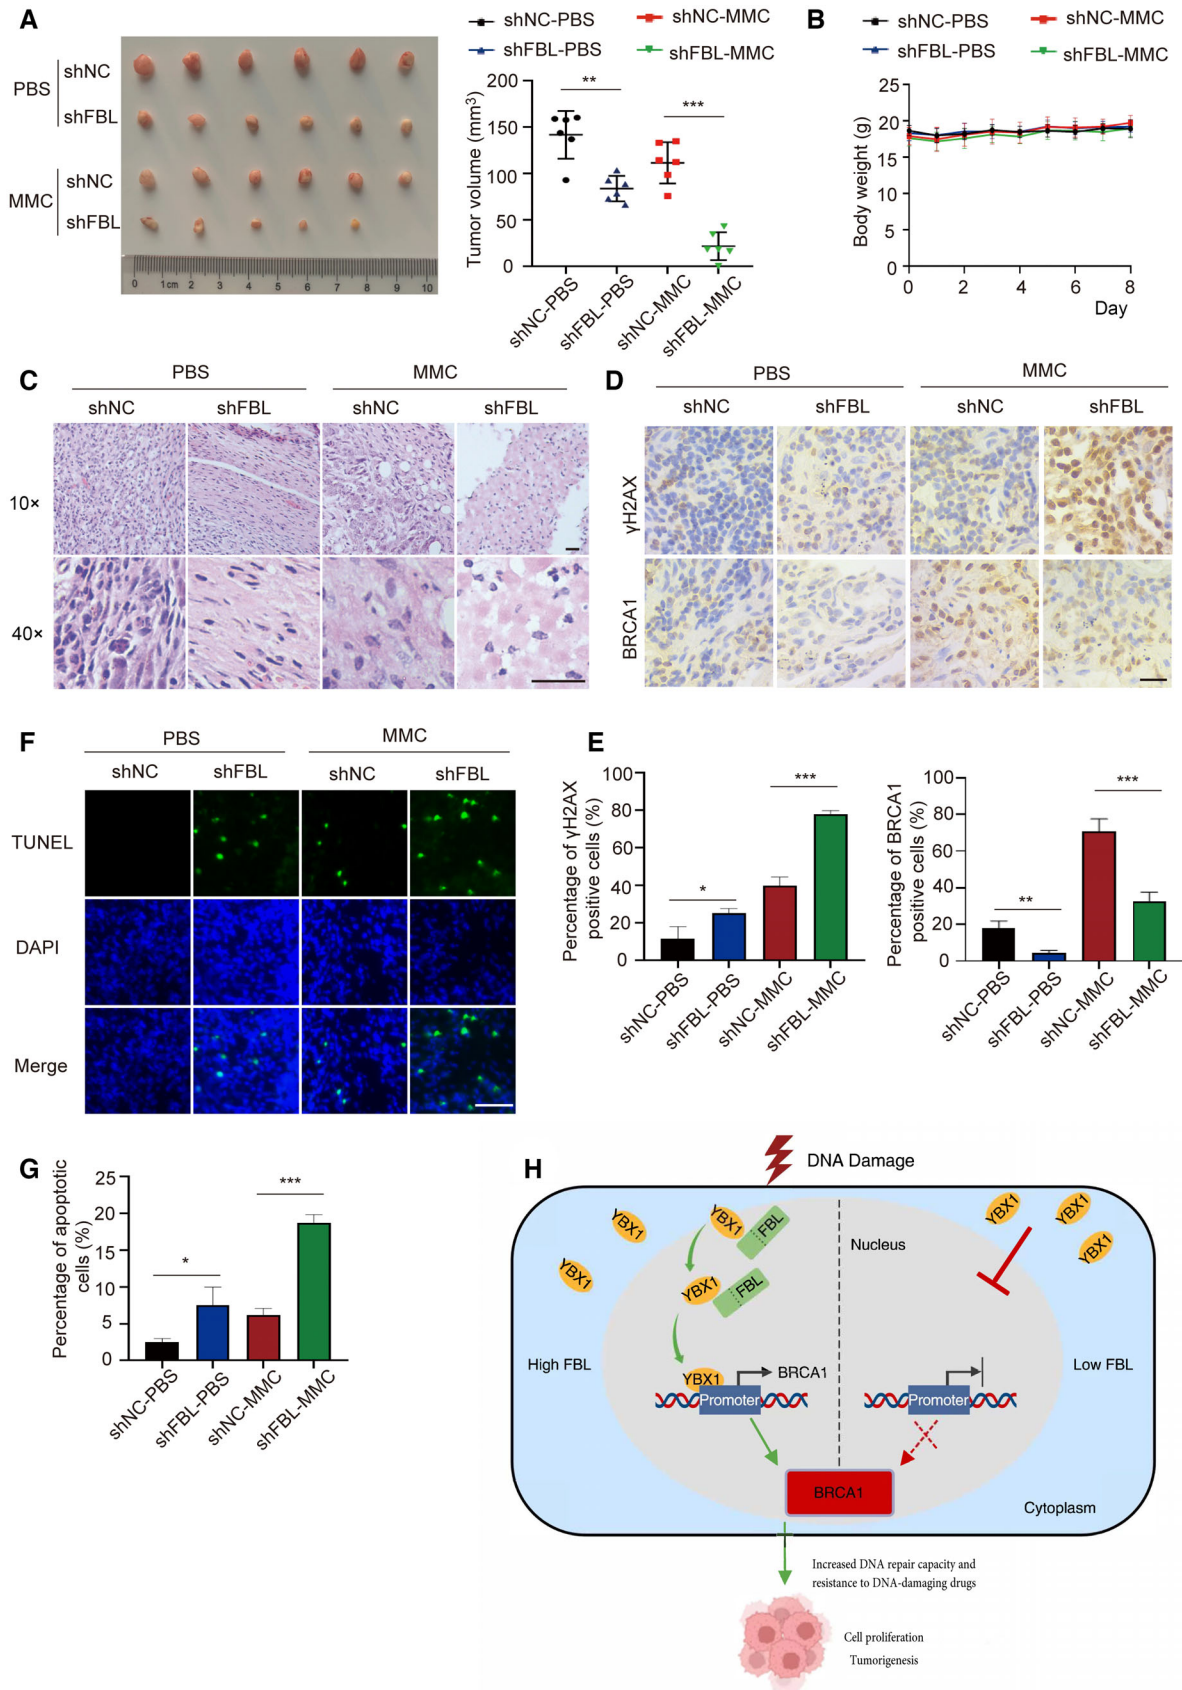 A
PBS
shNC
shFBL
MMC
shNC
shFBL
0 1cm 2 3 4 5 6 7 8 9 10
shNC-PBS
shNC-MMC
shFBL-PBS
shFBL-MMC
Tumor volume (mm³)
200
150
100
50
0
**
***
shNC-PBS
shFBL-PBS
shNC-MMC
shFBL-MMC
B
shNC-PBS
shNC-MMC
shFBL-PBS
shFBL-MMC
Body weight (g)
25
20
15
10
5
0
0 2 4 6 8
Day
C
PBS
MMC
shNC
shFBL
shNC
shFBL
10×
40×
D
PBS
MMC
shNC
shFBL
shNC
shFBL
γH2AX
BRCA1
F
PBS
MMC
shNC
shFBL
shNC
shFBL
TUNEL
DAPI
Merge
E
Percentage of γH2AX
positive cells (%)
100
80
60
40
20
0
*
***
shNC-PBS
shFBL-PBS
shNC-MMC
shFBL-MMC
Percentage of BRCA1
positive cells (%)
100
80
60
40
20
0
**
***
shNC-PBS
shFBL-PBS
shNC-MMC
shFBL-MMC
G
Percentage of apoptotic
cells (%)
25
20
15
10
5
0
*
***
shNC-PBS
shFBL-PBS
shNC-MMC
shFBL-MMC
H
DNA Damage
YBX1
YBX1
YBX1
FBL
YBX1
FBL
YBX1
YBX1
YBX1
YBX1
Nucleus
High FBL
Low FBL
BRCA1
Promoter
Promoter
BRCA1
Cytoplasm
Increased DNA repair capacity and
resistance to DNA-damaging drugs
Cell proliferation
Tumorigenesis